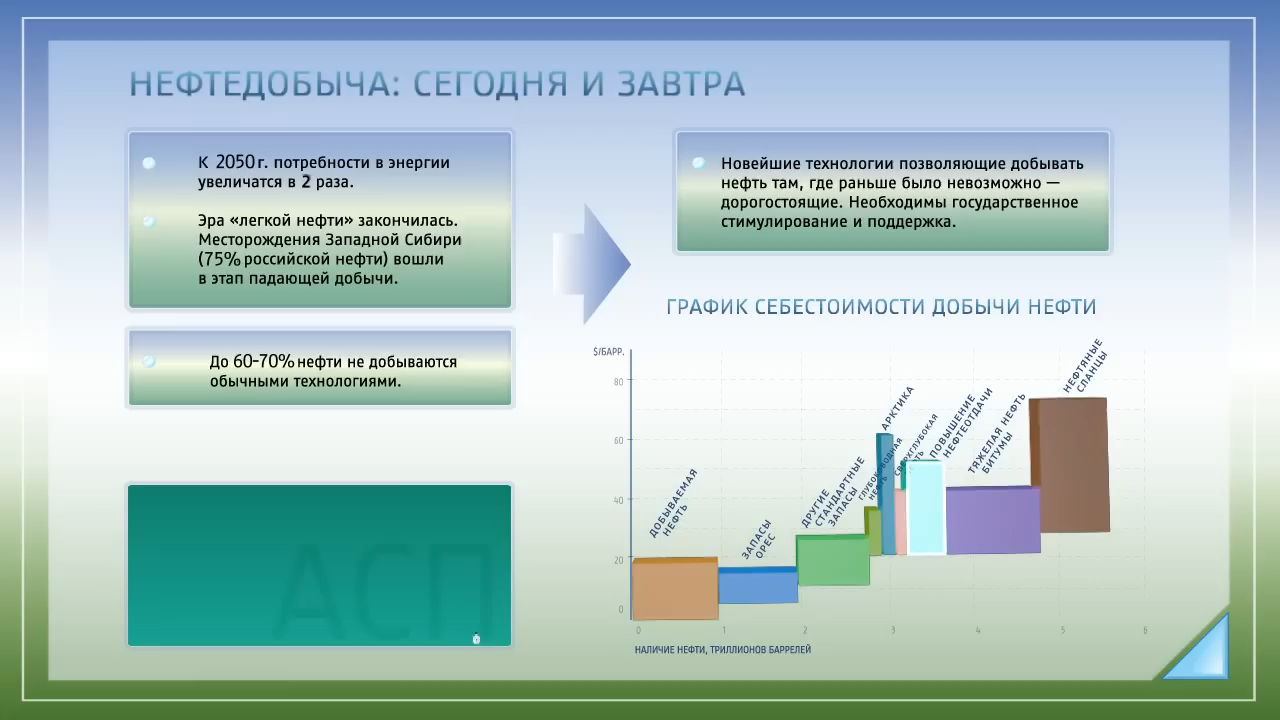 НЕФТЕДОБЫЧА: СЕГОДНЯ И ЗАВТРА
К 2050 г. потребности в энергии
увеличатся в 2 раза.
Эра «легкой нефти» закончилась.
Месторождения Западной Сибири
(75% российской нефти) вошли
в этап падающей добычи.
До 60-70% нефти не добываются
обычными технологиями.
АСП
Новейшие технологии позволяющие добывать
нефть там, где раньше было невозможно —
дорогостоящие. Необходимы государственное
стимулирование и поддержка.
ГРАФИК СЕБЕСТОИМОСТИ ДОБЫЧИ НЕФТИ
$/БАРР.
80
60
40
20
0
ДОБЫВАЕМАЯ
НЕФТЬ
ЗАПАСЫ
ОРЕС
ДРУГИЕ
СТАНДАРТНЫЕ
ЗАПАСЫ
АРКТИКА
ПОВЫШЕНИЕ
НЕФТЕОТДАЧИ
ТЯЖЕЛАЯ НЕФТЬ
БИТУМЫ
НЕФТЯНЫЕ
СЛАНЦЫ
0 1 2 3 4 5 6
НАЛИЧИЕ НЕФТИ, ТРИЛЛИОНОВ БАРРЕЛЕЙ